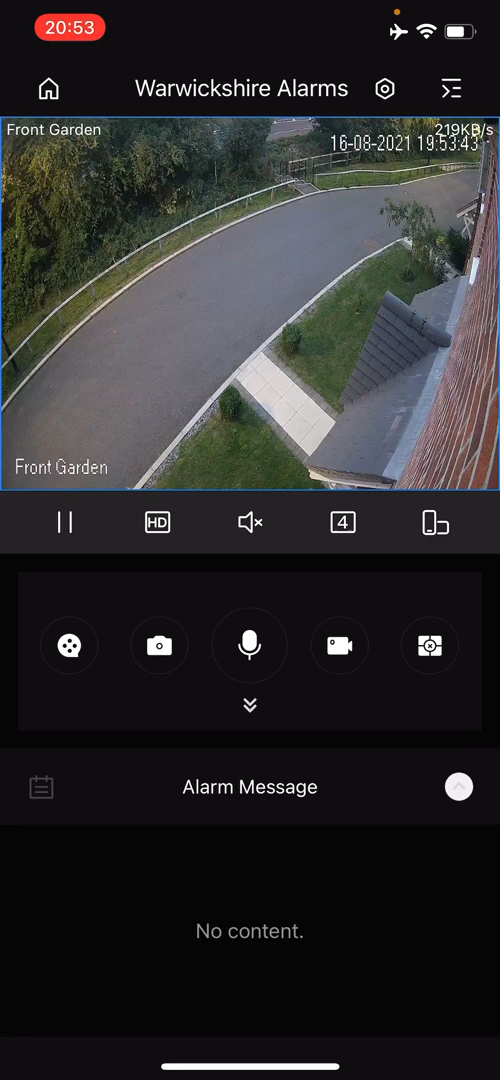 20:53
Warwickshire Alarms
Front Garden
219KB/s
16-08-2021 19:53:43
Front Garden
HD
4
Alarm Message
No content.